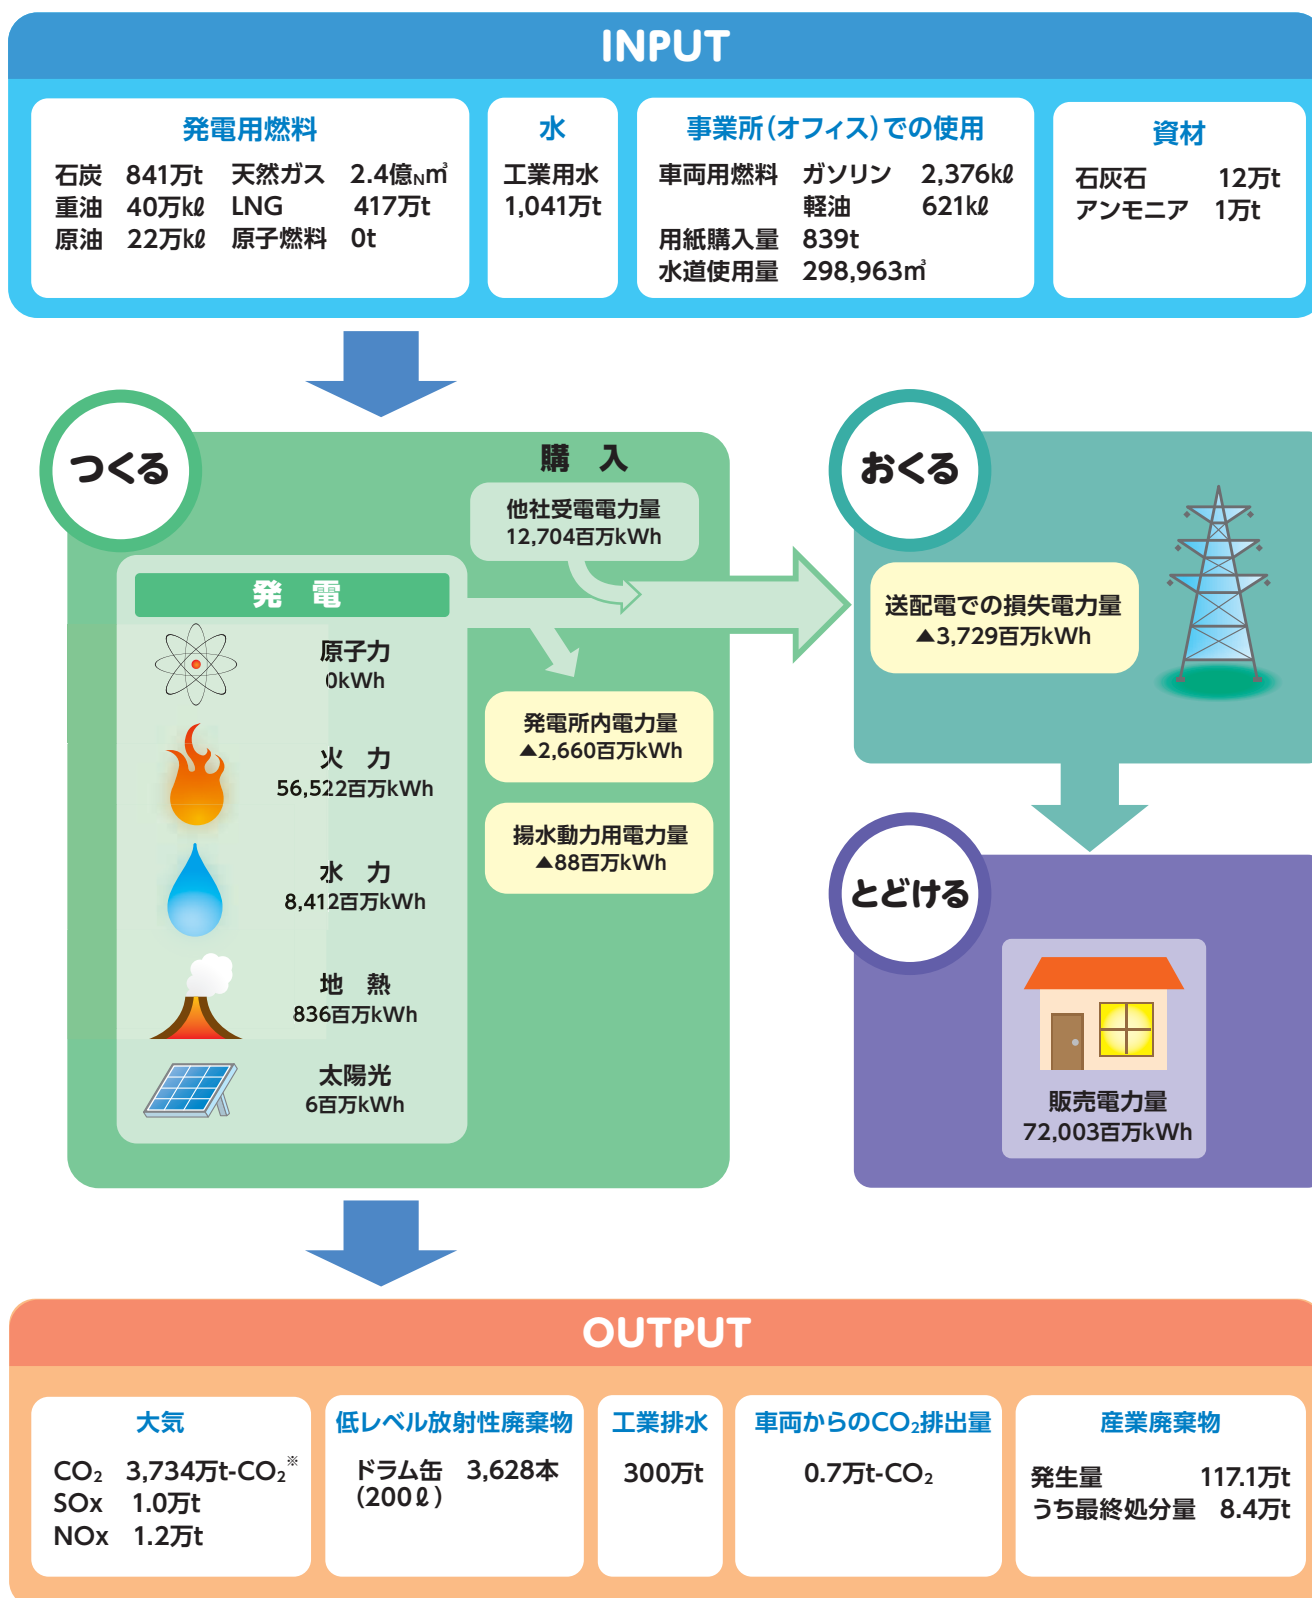 INPUT
発電用燃料
石炭 841万t 天然ガス 2.4億N㎥
重油 40万kℓ LNG 417万t
原油 22万kℓ 原子燃料 0t
水
工業用水
1,041万t
事業所(オフィス)での使用
車両用燃料 ガソリン 2,376kℓ
軽油 621kℓ
用紙購入量 839t
水道使用量 298,963㎥
資材
石灰石 12万t
アンモニア 1万t
つくる
購 入
他社受電電力量
12,704百万kWh
発 電
原子力
0kWh
火 力
56,522百万kWh
水 力
8,412百万kWh
地 熱
836百万kWh
太陽光
6百万kWh
発電所内電力量
▲2,660百万kWh
揚水動力用電力量
▲88百万kWh
おくる
送配電での損失電力量
▲3,729百万kWh
とどける
販売電力量
72,003百万kWh
OUTPUT
大気
CO₂ 3,734万t-CO₂※
SOx 1.0万t
NOx 1.2万t
低レベル放射性廃棄物
ドラム缶 3,628本
(200ℓ)
工業排水
300万t
車両からのCO₂排出量
0.7万t-CO₂
産業廃棄物
発生量 117.1万t
うち最終処分量 8.4万t